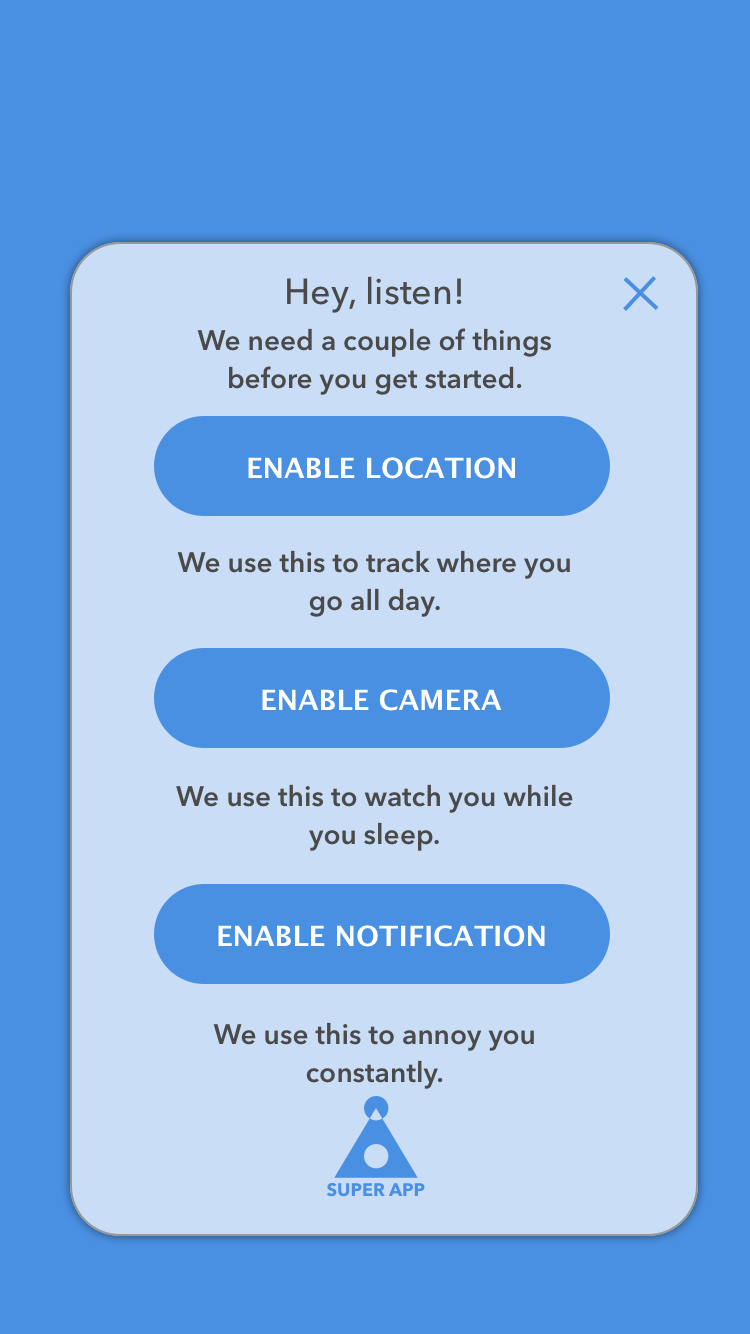 Hey, listen!
We need a couple of things
before you get started.
ENABLE LOCATION
We use this to track where you
go all day.
ENABLE CAMERA
We use this to watch you while
you sleep.
ENABLE NOTIFICATION
We use this to annoy you
constantly.
SUPER APP